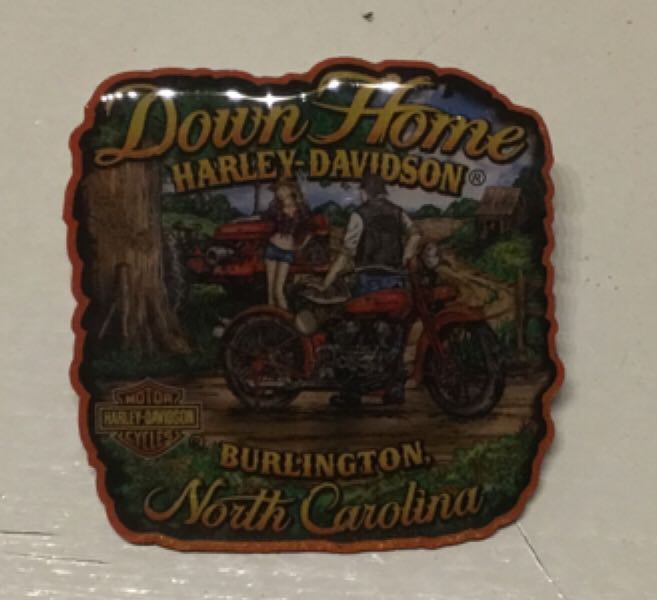 Down Home
HARLEY-DAVIDSON®
MOTOR
HARLEY-DAVIDSON
CYCLES
®
BURLINGTON,
North Carolina